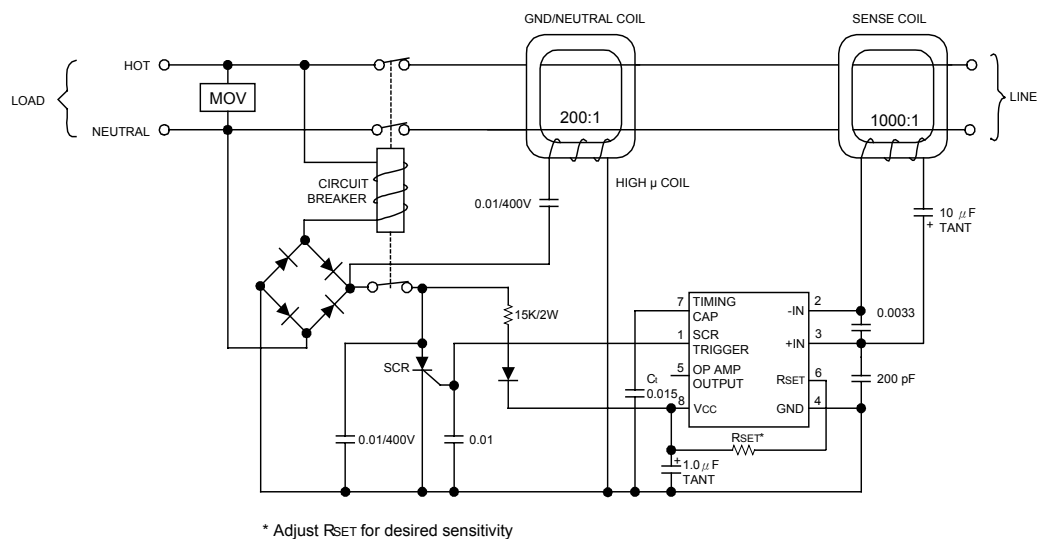 GND/NEUTRAL COIL
SENSE COIL
HOT
MOV
LOAD
LINE
NEUTRAL
200:1
1000:1
CIRCUIT
BREAKER
HIGH μ COIL
0.01/400V
10 μF
+ TANT
15K/2W
7 TIMING
CAP
-IN 2
0.0033
1 SCR
TRIGGER
+IN 3
SCR
5 OP AMP
OUTPUT
RSET 6
200 pF
Ct
0.015
8 VCC
GND 4
0.01/400V
0.01
RSET*
+ 1.0μF
TANT
* Adjust RSET for desired sensitivity